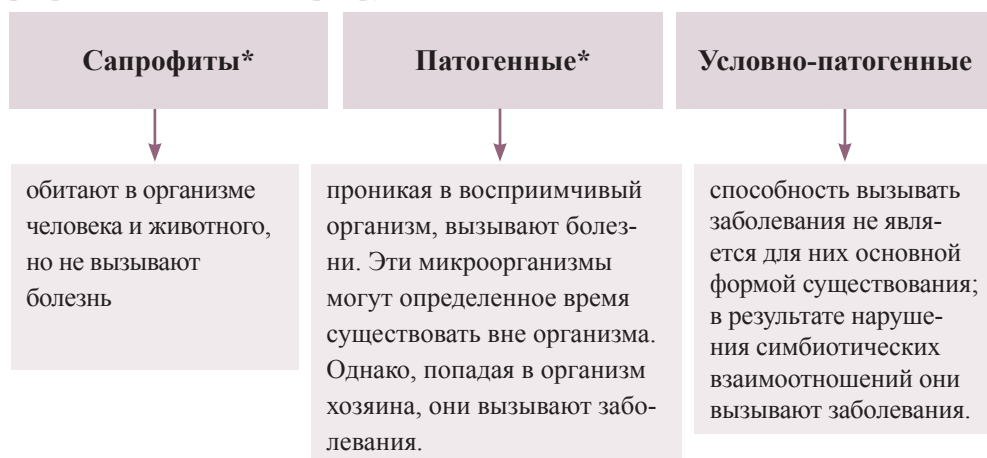 Сапрофиты*
Патогенные*
Условно-патогенные
обитают в организме
человека и животного,
но не вызывают
болезнь
проникая в восприимчивый
организм, вызывают болез-
ни. Эти микроорганизмы
могут определенное время
существовать вне организма.
Однако, попадая в организм
хозяина, они вызывают забо-
левания.
способность вызывать
заболевания не явля-
ется для них основной
формой существования;
в результате наруше-
ния симбиотических
взаимоотношений они
вызывают заболевания.